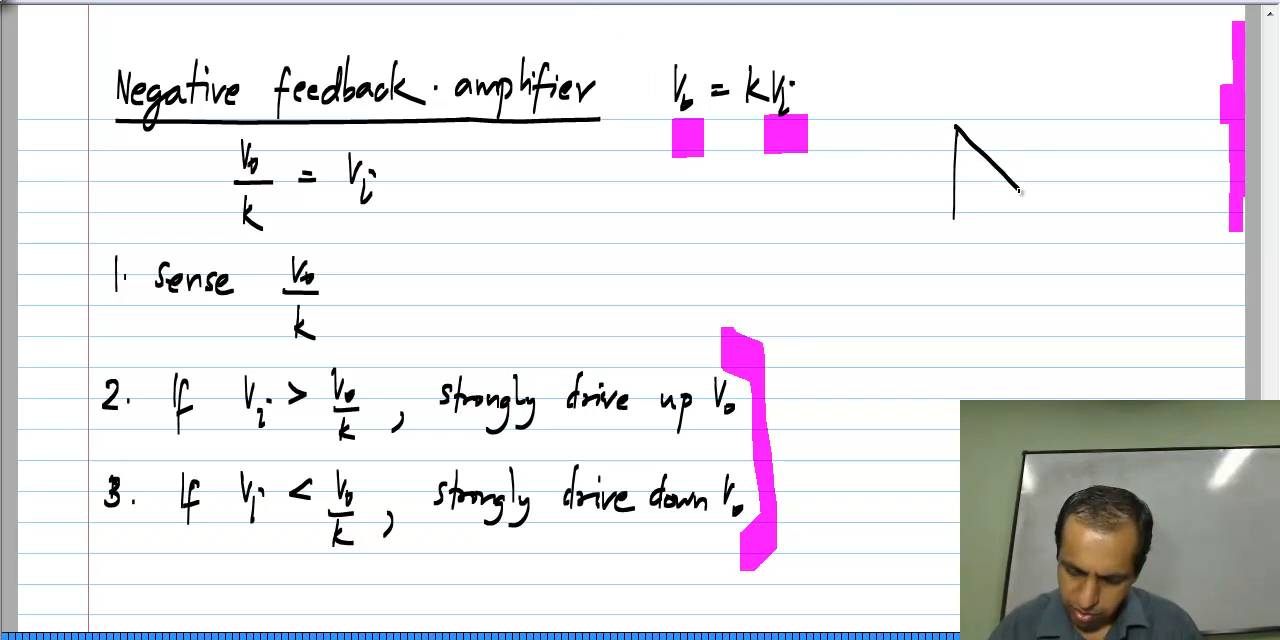 Negative feedback. amplifier Vo = kVi
Vo/k = Vi
1. Sense Vo/k
2. If Vi > Vo/k, strongly drive up Vo
3. If Vi < Vo/k, strongly drive down Vo